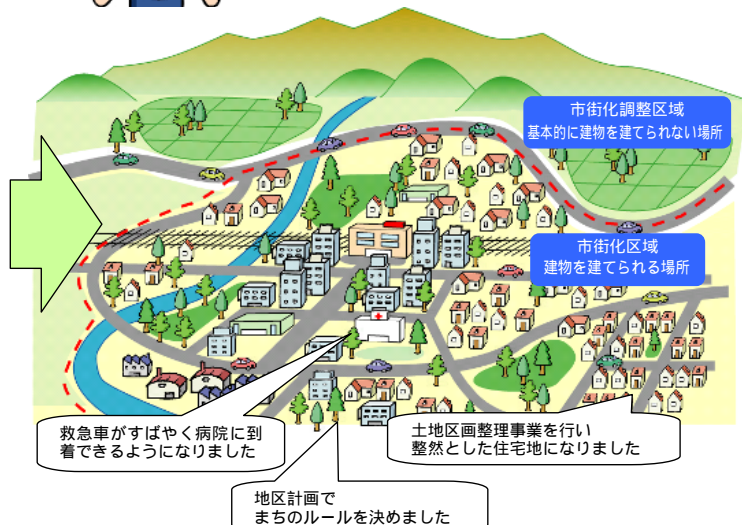 市街化調整区域
基本的に建物を建てられない場所
市街化区域
建物を建てられる場所
救急車がすばやく病院に到
着できるようになりました
土地区画整理事業を行い
整然とした住宅地になりました
地区計画で
まちのルールを決めました